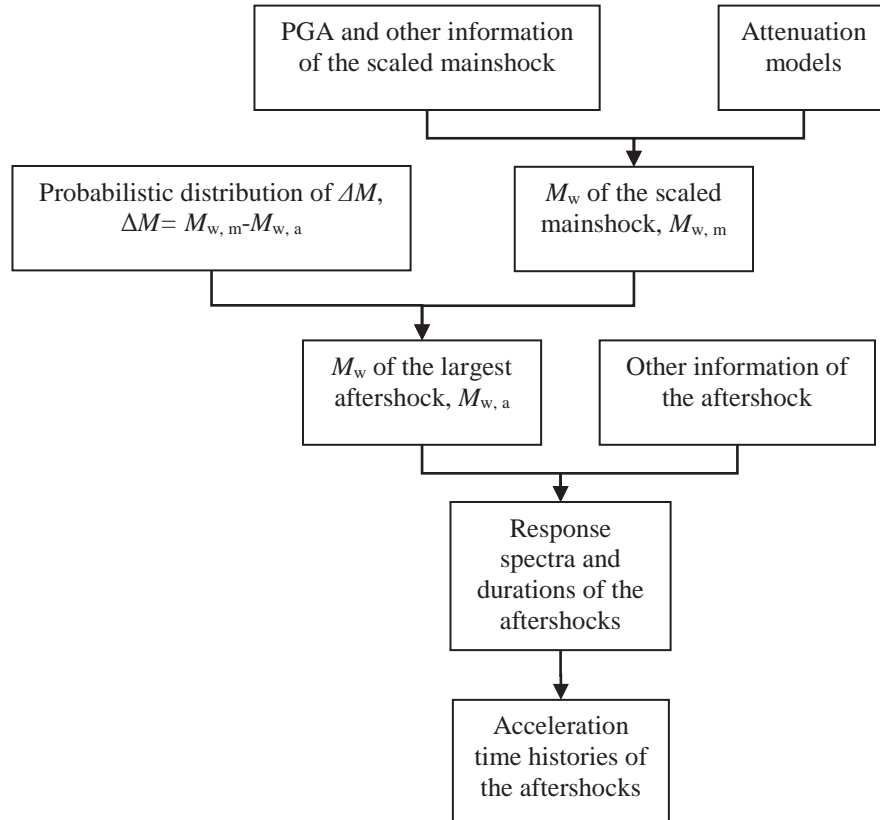 PGA and other information
of the scaled mainshock
Attenuation
models
Probabilistic distribution of ΔM,
ΔM= Mw, m-Mw, a
Mw of the scaled
mainshock, Mw, m
Mw of the largest
aftershock, Mw, a
Other information of
the aftershock
Response
spectra and
durations of the
aftershocks
Acceleration
time histories of
the aftershocks